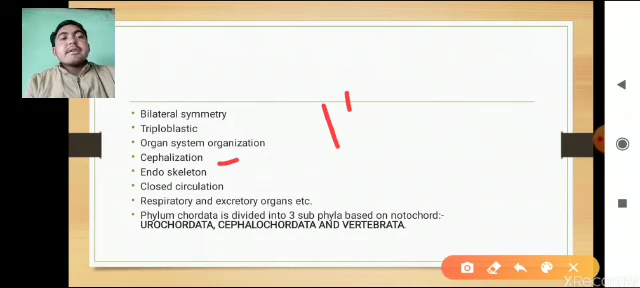 Bilateral symmetry
Triploblastic
Organ system organization
Cephalization
Endo skeleton
Closed circulation
Respiratory and excretory organs etc.
Phylum chordata is divided into 3 sub phyla based on notochord:-
UROCHORDATA, CEPHALOCHORDATA AND VERTEBRATA.